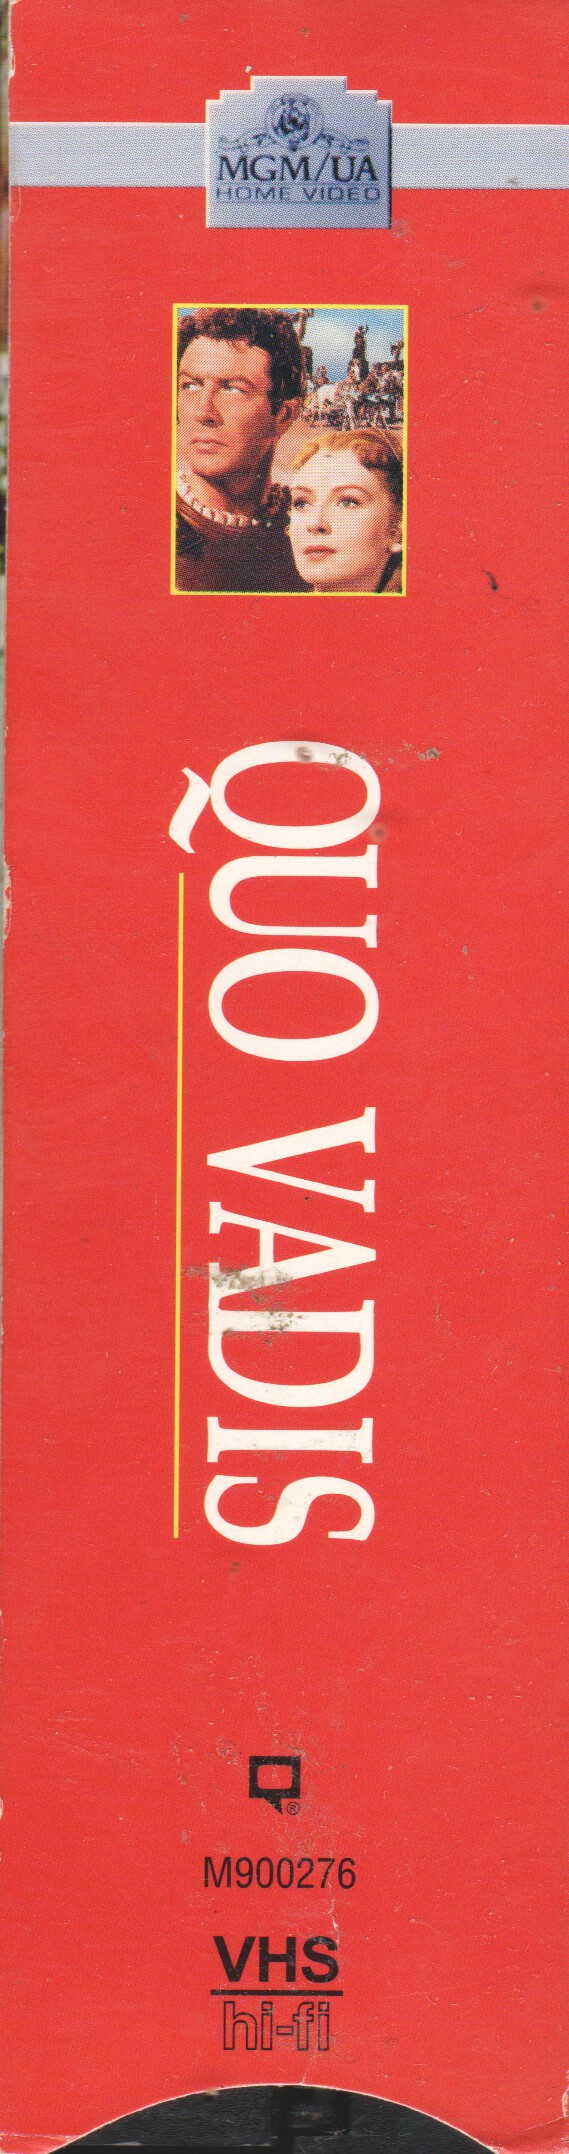 MGM/UA
HOME VIDEO
QUO VADIS
®
M900276
VHS
hi-fi